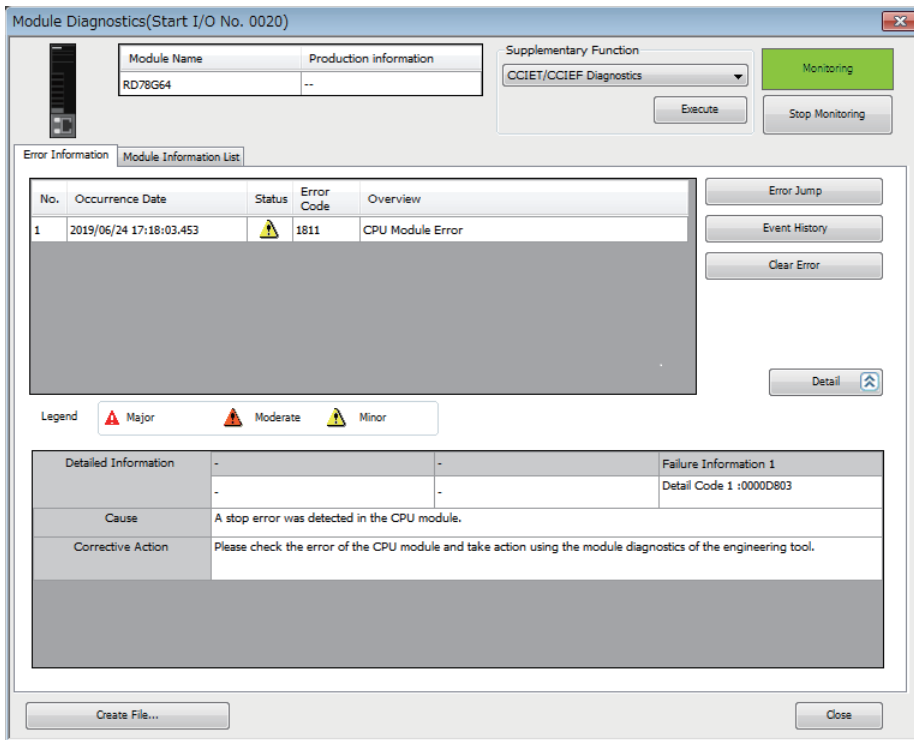 Module Diagnostics(Start I/O No. 0020)
Module Name Production information
RD78G64 --
Supplementary Function
CCIET/CCIEF Diagnostics
Execute
Monitoring
Stop Monitoring
Error Information Module Information List
No. Occurrence Date Status Error Code Overview
1 2019/06/24 17:18:03.453 1811 CPU Module Error
Error Jump
Event History
Clear Error
Detail
Legend Major Moderate Minor
Detailed Information - - Failure Information 1
- - Detail Code 1 :0000D803
Cause A stop error was detected in the CPU module.
Corrective Action Please check the error of the CPU module and take action using the module diagnostics of the engineering tool.
Create File... Close